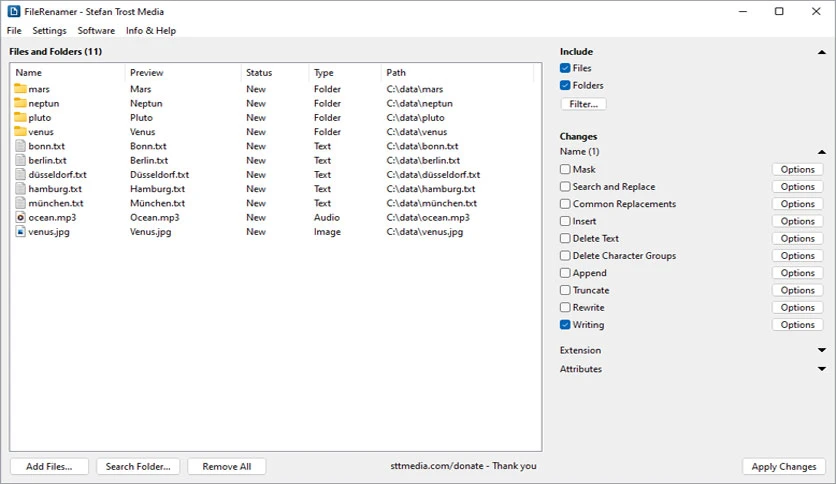 FileRenamer - Stefan Trost Media
File Settings Software Info & Help
Files and Folders (11)
Name Preview Status Type Path
mars Mars New Folder C:\data\mars
neptun Neptun New Folder C:\data\neptun
pluto Pluto New Folder C:\data\pluto
venus Venus New Folder C:\data\venus
bonn.txt Bonn.txt New Text C:\data\bonn.txt
berlin.txt Berlin.txt New Text C:\data\berlin.txt
düsseldorf.txt Düsseldorf.txt New Text C:\data\düsseldorf.txt
hamburg.txt Hamburg.txt New Text C:\data\hamburg.txt
münchen.txt München.txt New Text C:\data\münchen.txt
ocean.mp3 Ocean.mp3 New Audio C:\data\ocean.mp3
venus.jpg Venus.jpg New Image C:\data\venus.jpg
Include
Files
Folders
Filter...
Changes
Name (1)
Mask Options
Search and Replace Options
Common Replacements Options
Insert Options
Delete Text Options
Delete Character Groups Options
Append Options
Truncate Options
Rewrite Options
Writing Options
Extension
Attributes
Add Files... Search Folder... Remove All sttmedia.com/donate - Thank you Apply Changes